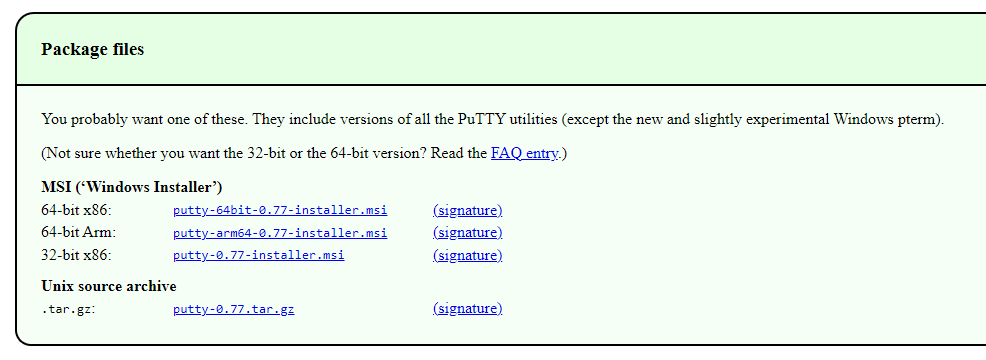 Package files
You probably want one of these. They include versions of all the PuTTY utilities (except the new and slightly experimental Windows pterm).
(Not sure whether you want the 32-bit or the 64-bit version? Read the FAQ entry.)
MSI (‘Windows Installer’)
64-bit x86: putty-64bit-0.77-installer.msi (signature)
64-bit Arm: putty-arm64-0.77-installer.msi (signature)
32-bit x86: putty-0.77-installer.msi (signature)
Unix source archive
.tar.gz: putty-0.77.tar.gz (signature)